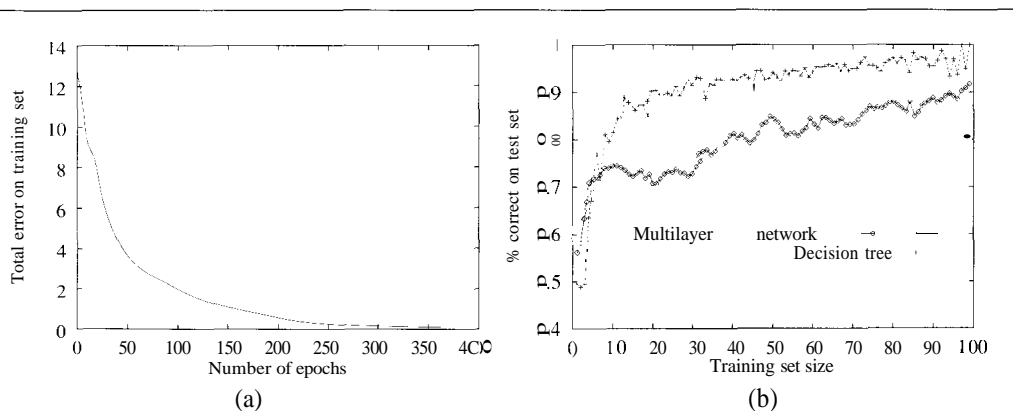 14
12
10
8
6
4
2
0
Total error on training set
0 50 100 150 200 250 300 350
Number of epochs
(a)
% correct on test set
Multilayer network
Decision tree
0 10 20 30 40 50 60 70 80 90 100
Training set size
(b)